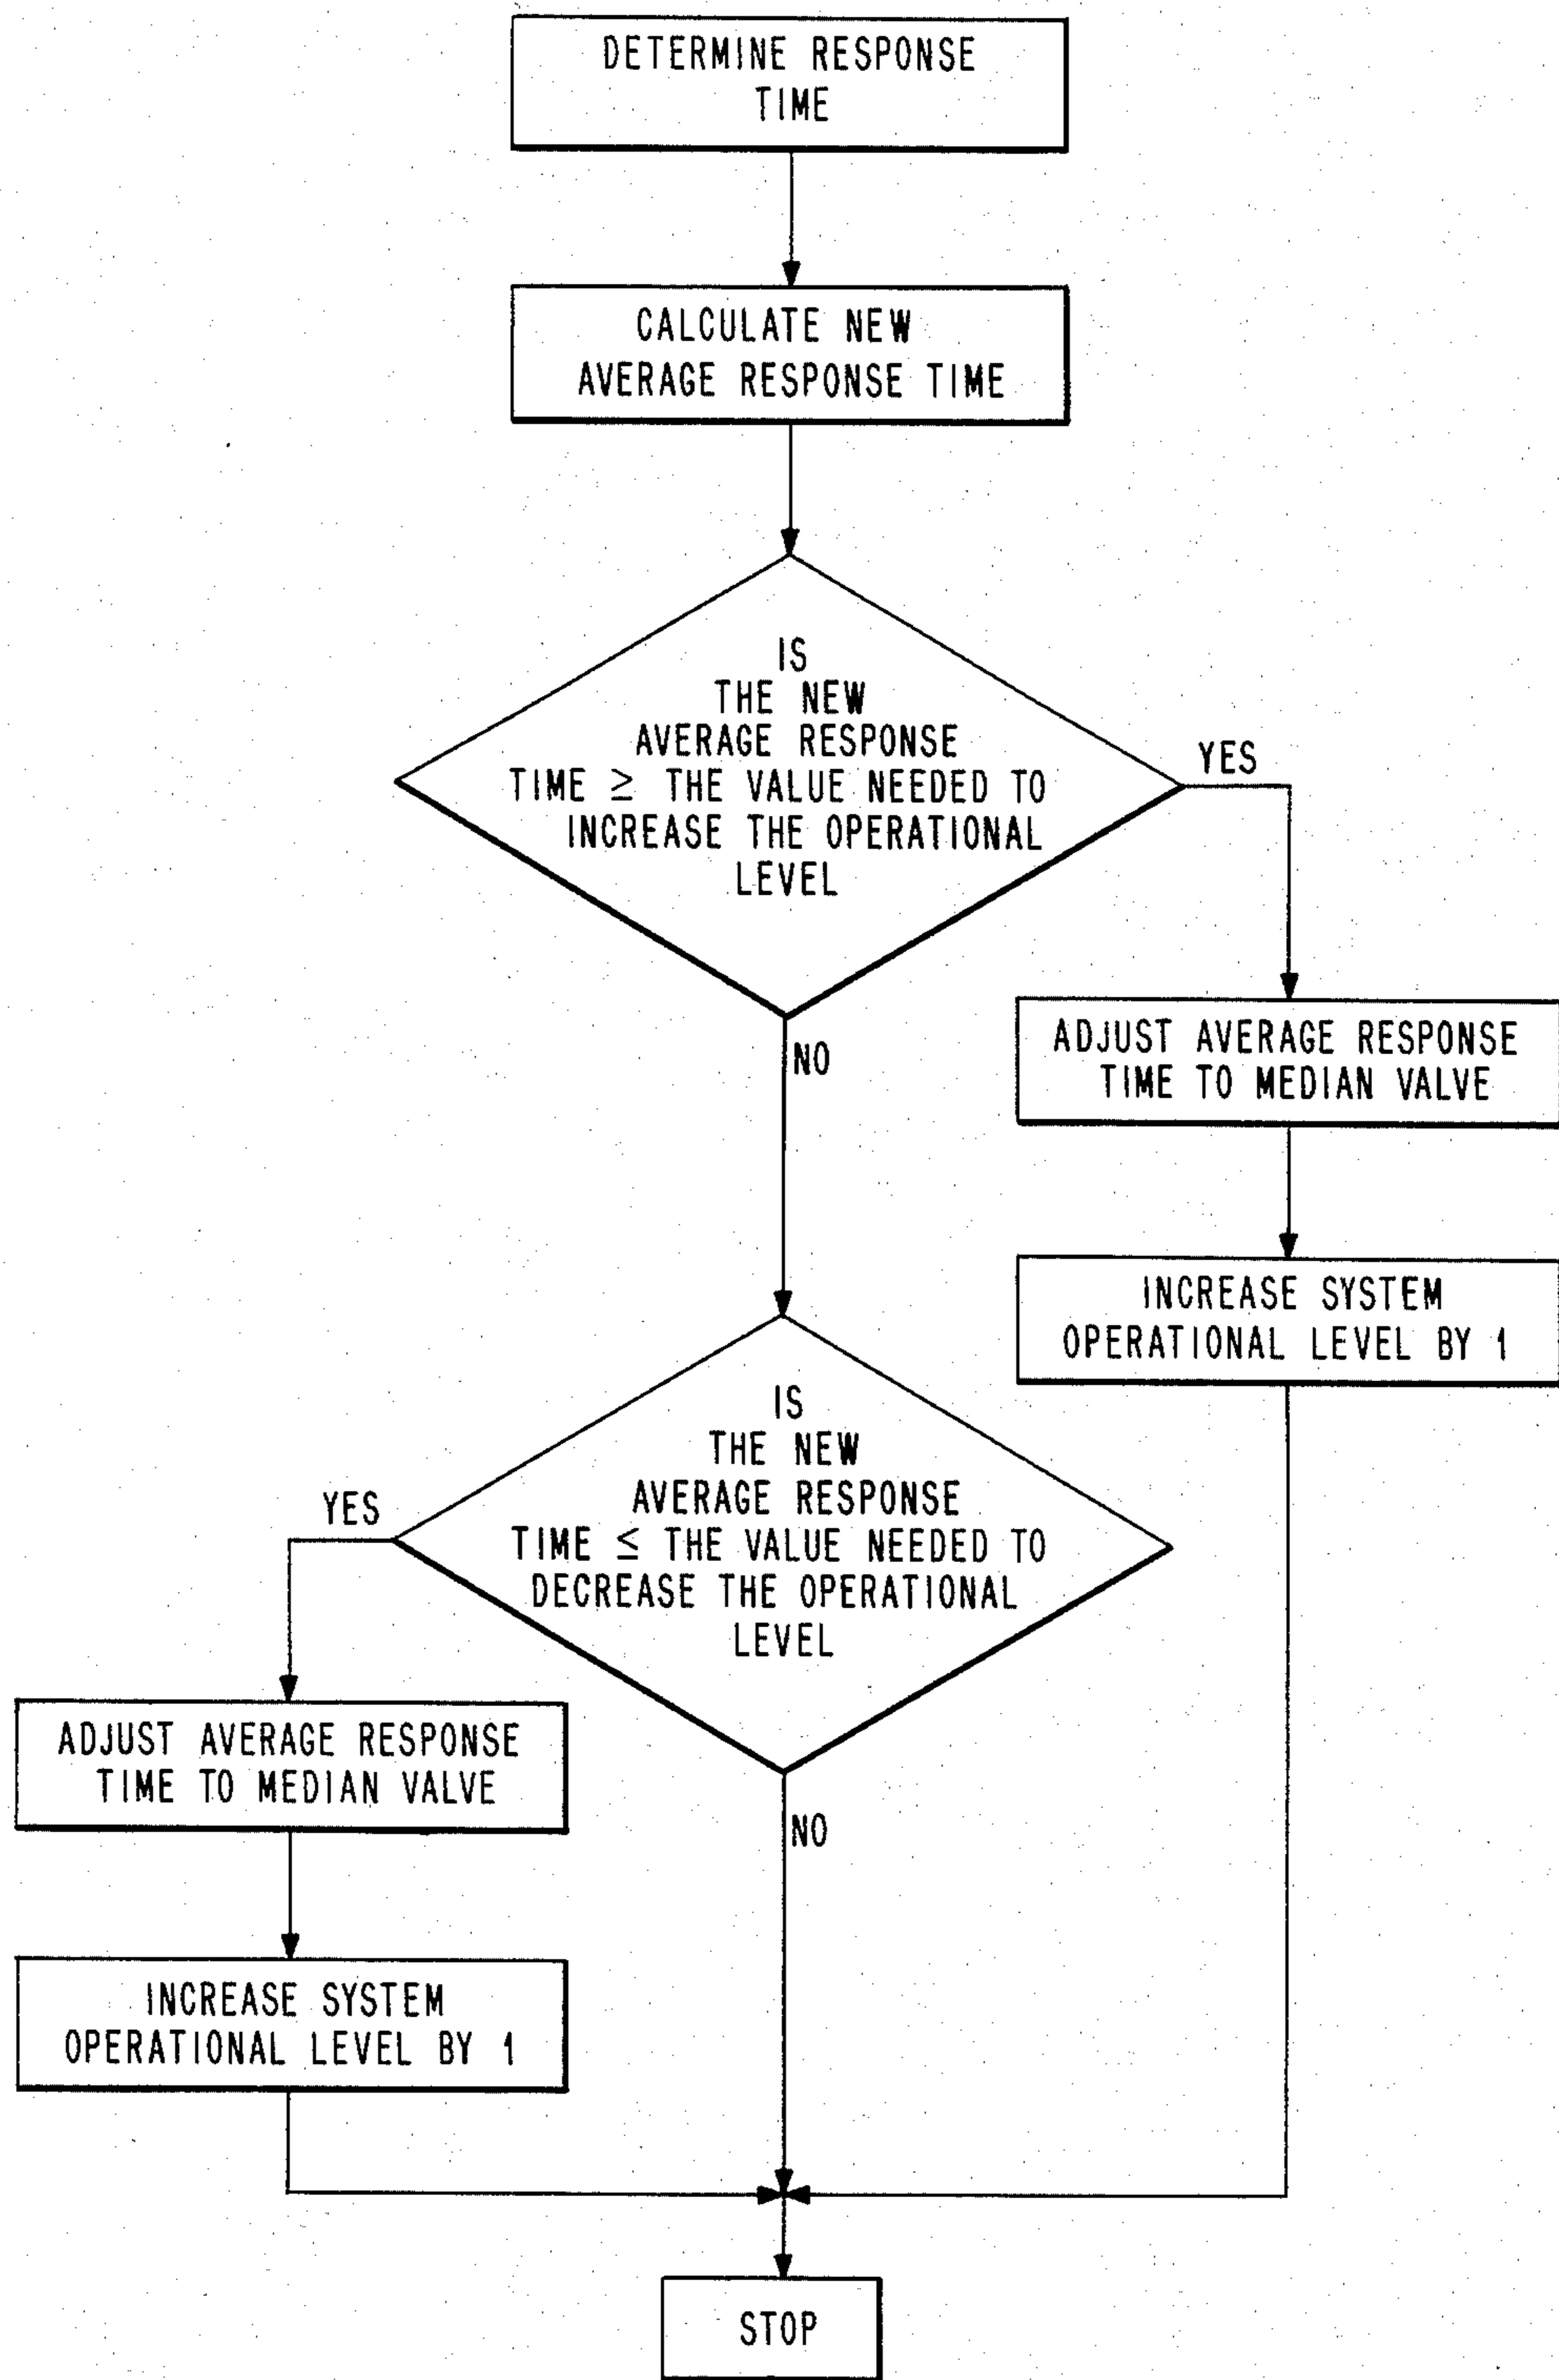 DETERMINE RESPONSE
TIME
CALCULATE NEW
AVERAGE RESPONSE TIME
IS
THE NEW
AVERAGE RESPONSE
TIME ≥ THE VALUE NEEDED TO
INCREASE THE OPERATIONAL
LEVEL
YES
NO
ADJUST AVERAGE RESPONSE
TIME TO MEDIAN VALVE
INCREASE SYSTEM
OPERATIONAL LEVEL BY 1
IS
THE NEW
AVERAGE RESPONSE
TIME ≤ THE VALUE NEEDED TO
DECREASE THE OPERATIONAL
LEVEL
YES
NO
ADJUST AVERAGE RESPONSE
TIME TO MEDIAN VALVE
INCREASE SYSTEM
OPERATIONAL LEVEL BY 1
STOP